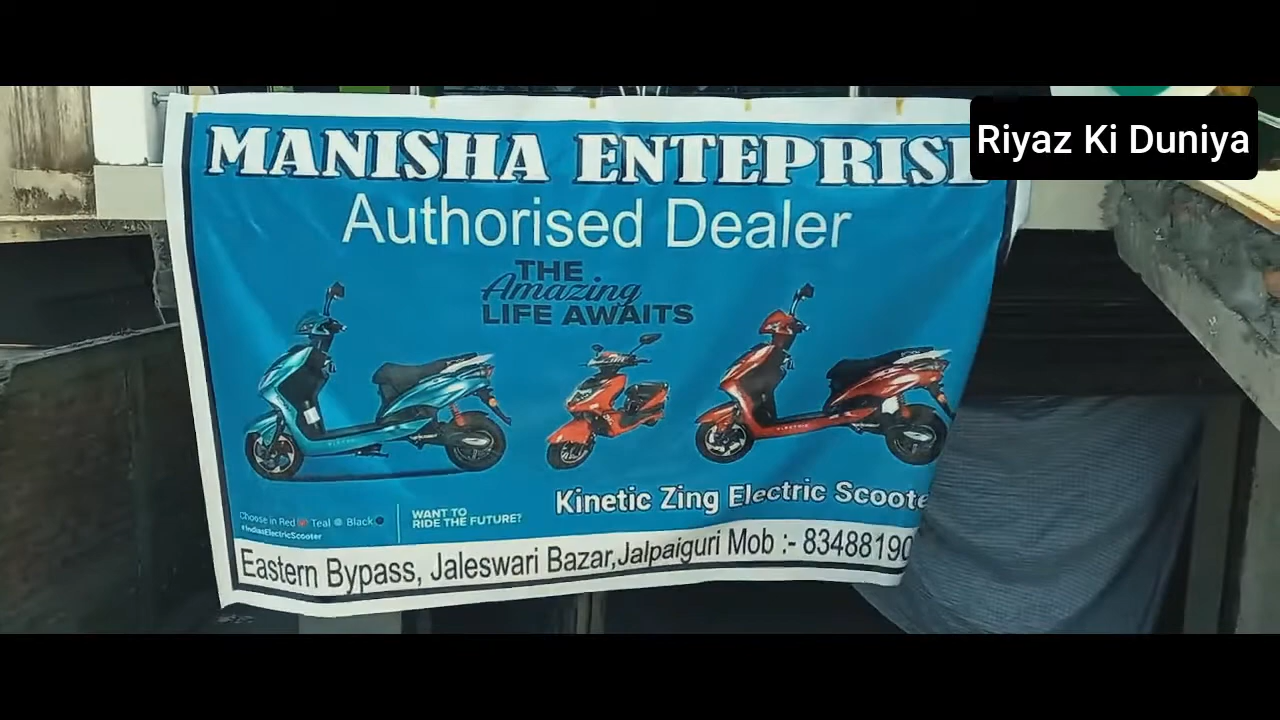 MANISHA ENTEPRISE
Riyaz Ki Duniya
Authorised Dealer
THE
Amazing
LIFE AWAITS
Kinetic Zing Electric Scoote
Choose in Red Teal Black
#IndiasElectricScooter
WANT TO
RIDE THE FUTURE?
Eastern Bypass, Jaleswari Bazar,Jalpaiguri Mob :- 83488190